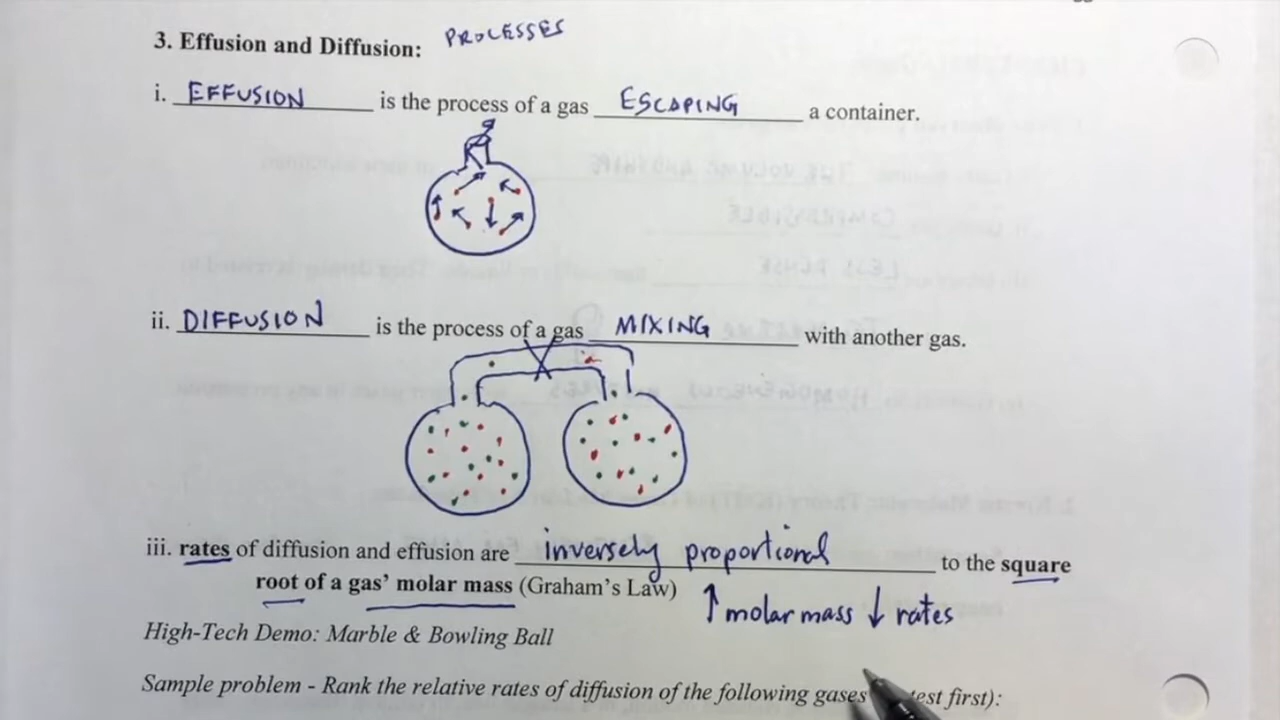 3. Effusion and Diffusion: PROCESSES
i. EFFUSION is the process of a gas ESCAPING a container.
ii. DIFFUSION is the process of a gas MIXING with another gas.
iii. rates of diffusion and effusion are inversely proportional to the square
root of a gas' molar mass (Graham's Law) ↑ molar mass ↓ rates
High-Tech Demo: Marble & Bowling Ball
Sample problem - Rank the relative rates of diffusion of the following gases first):